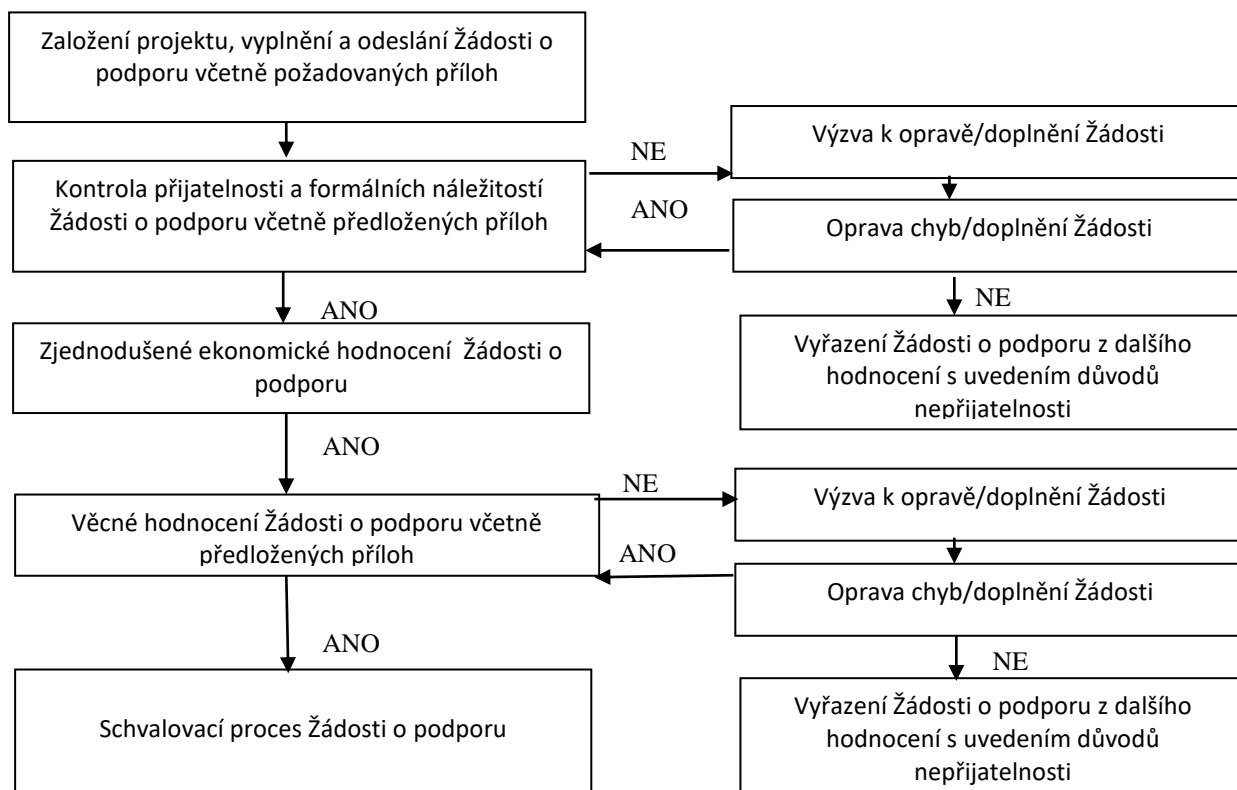 Založení projektu, vyplnění a odeslání Žádosti o
podporu včetně požadovaných příloh
NE
Výzva k opravě/doplnění Žádosti
Kontrola přijatelnosti a formálních náležitostí
Žádosti o podporu včetně předložených příloh
ANO
Oprava chyb/doplnění Žádosti
ANO
NE
Zjednodušené ekonomické hodnocení Žádosti o
podporu
Vyřazení Žádosti o podporu z dalšího
hodnocení s uvedením důvodů
nepřijatelnosti
ANO
NE
Výzva k opravě/doplnění Žádosti
Věcné hodnocení Žádosti o podporu včetně
předložených příloh
ANO
Oprava chyb/doplnění Žádosti
ANO
NE
Schvalovací proces Žádosti o podporu
Vyřazení Žádosti o podporu z dalšího
hodnocení s uvedením důvodů
nepřijatelnosti